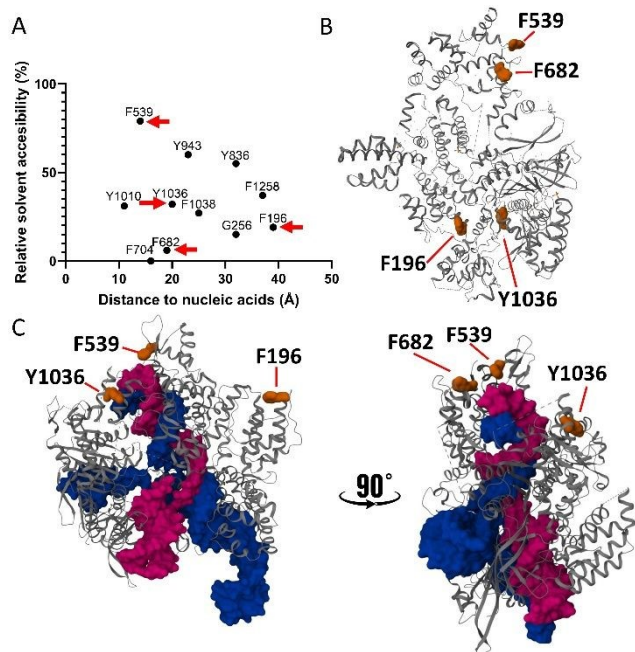 A
Relative solvent accesibility (%)
100
50
0
F539
Y943
Y836
F1258
Y1010
Y1036
F1038
F196
G256
F682
F704
0
10
20
30
40
50
Distance to nucleic acids (Å)
B
F539
F682
F196
Y1036
C
F539
Y1036
F196
90°
F682
F539
Y1036